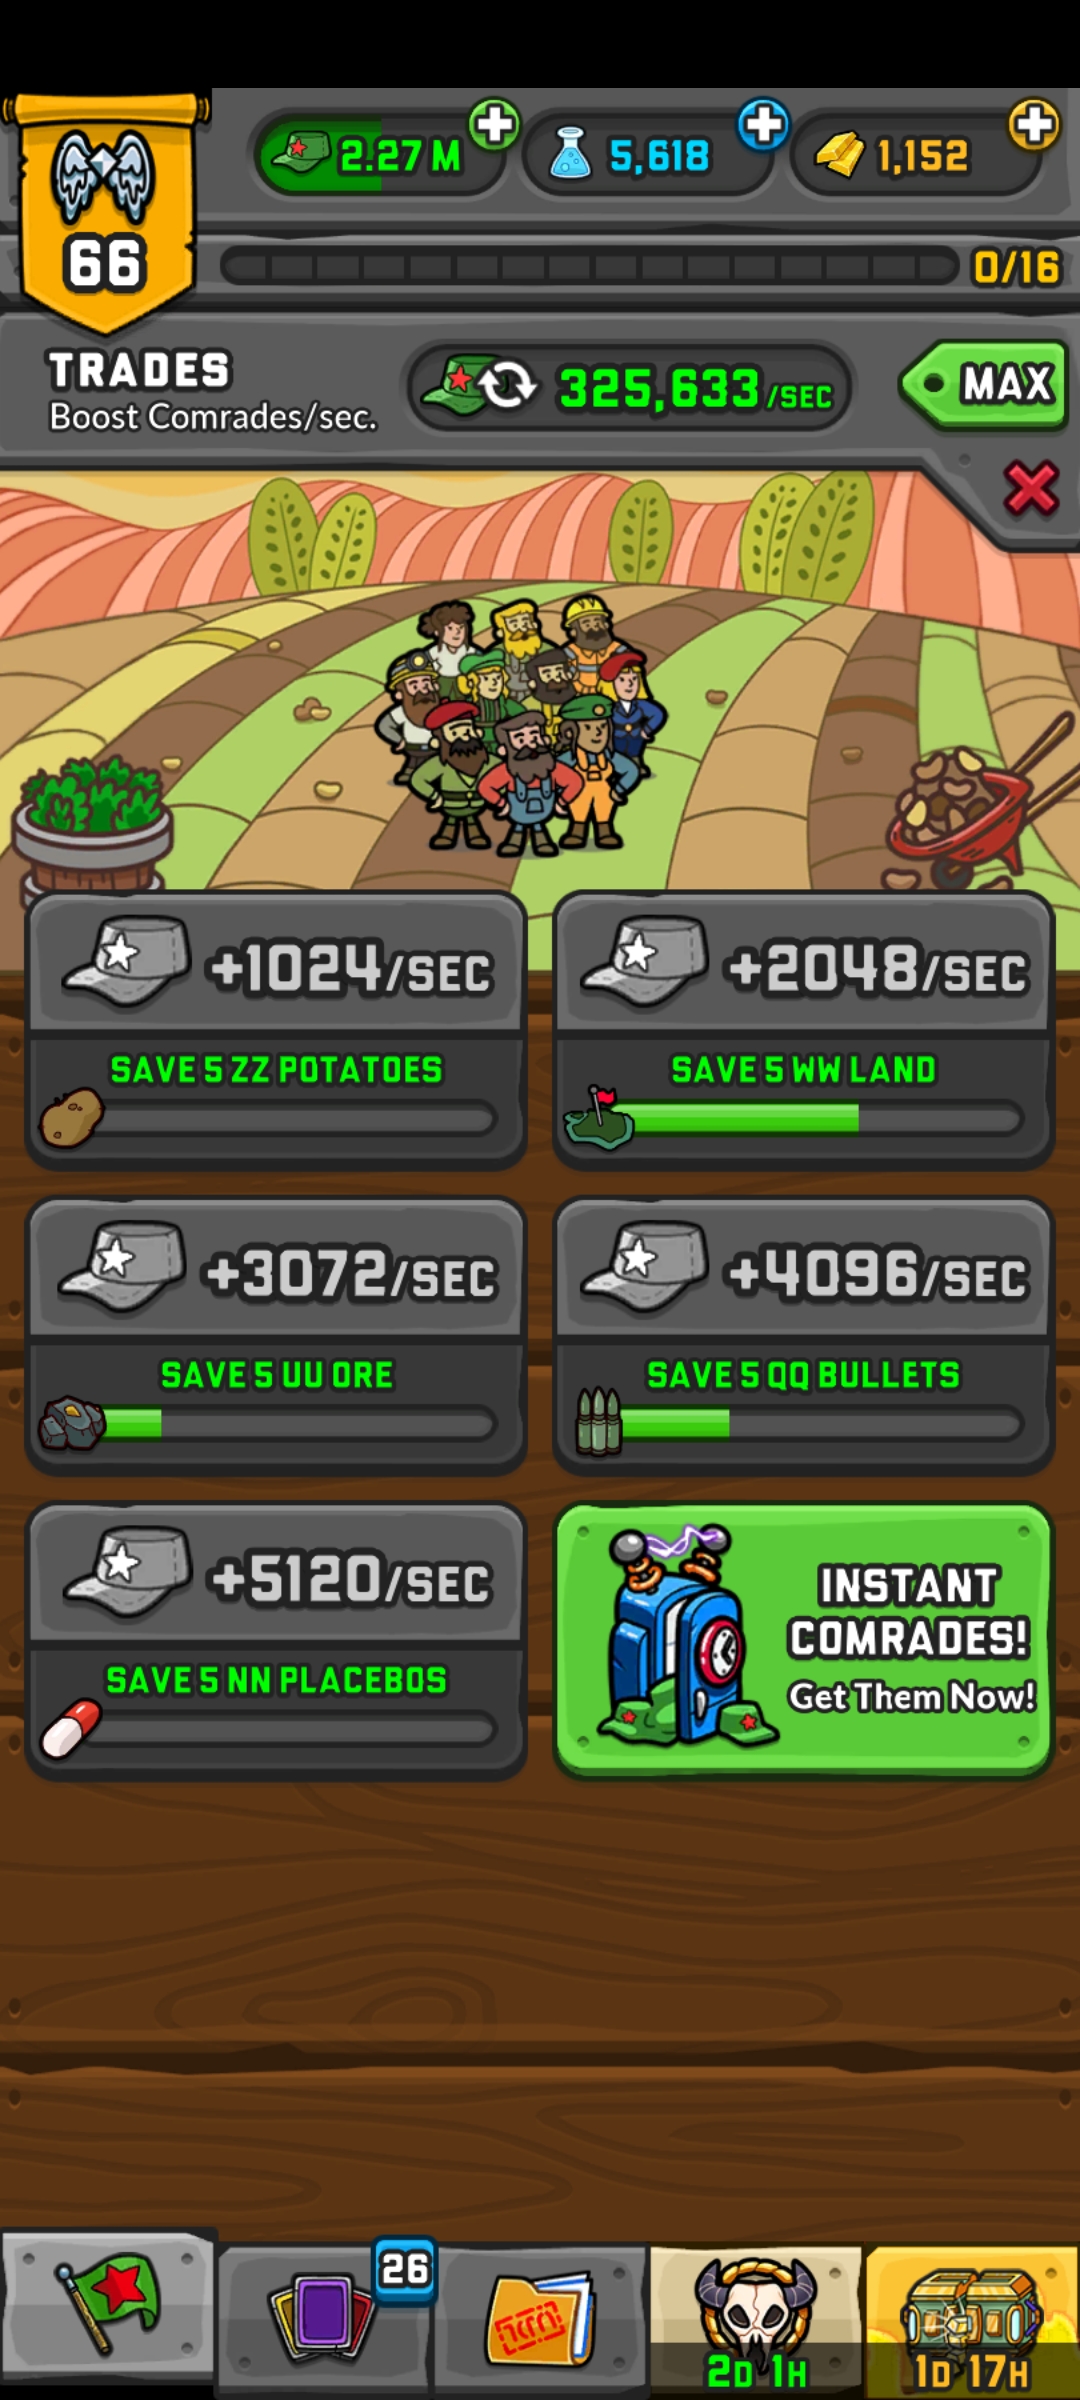 2.27 M
5,618
1,152
66
0/16
TRADES
Boost Comrades/sec.
325,633/SEC
MAX
+1024/SEC
SAVE 5 ZZ POTATOES
+2048/SEC
SAVE 5 WW LAND
+3072/SEC
SAVE 5 UU ORE
+4096/SEC
SAVE 5 QQ BULLETS
+5120/SEC
SAVE 5 NN PLACEBOS
INSTANT
COMRADES!
Get Them Now!
26
2D 1H
1D 17H